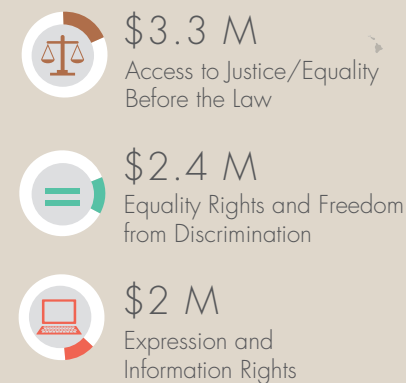 $3.3 M
Access to Justice/Equality
Before the Law
$2.4 M
Equality Rights and Freedom
from Discrimination
$2 M
Expression and
Information Rights